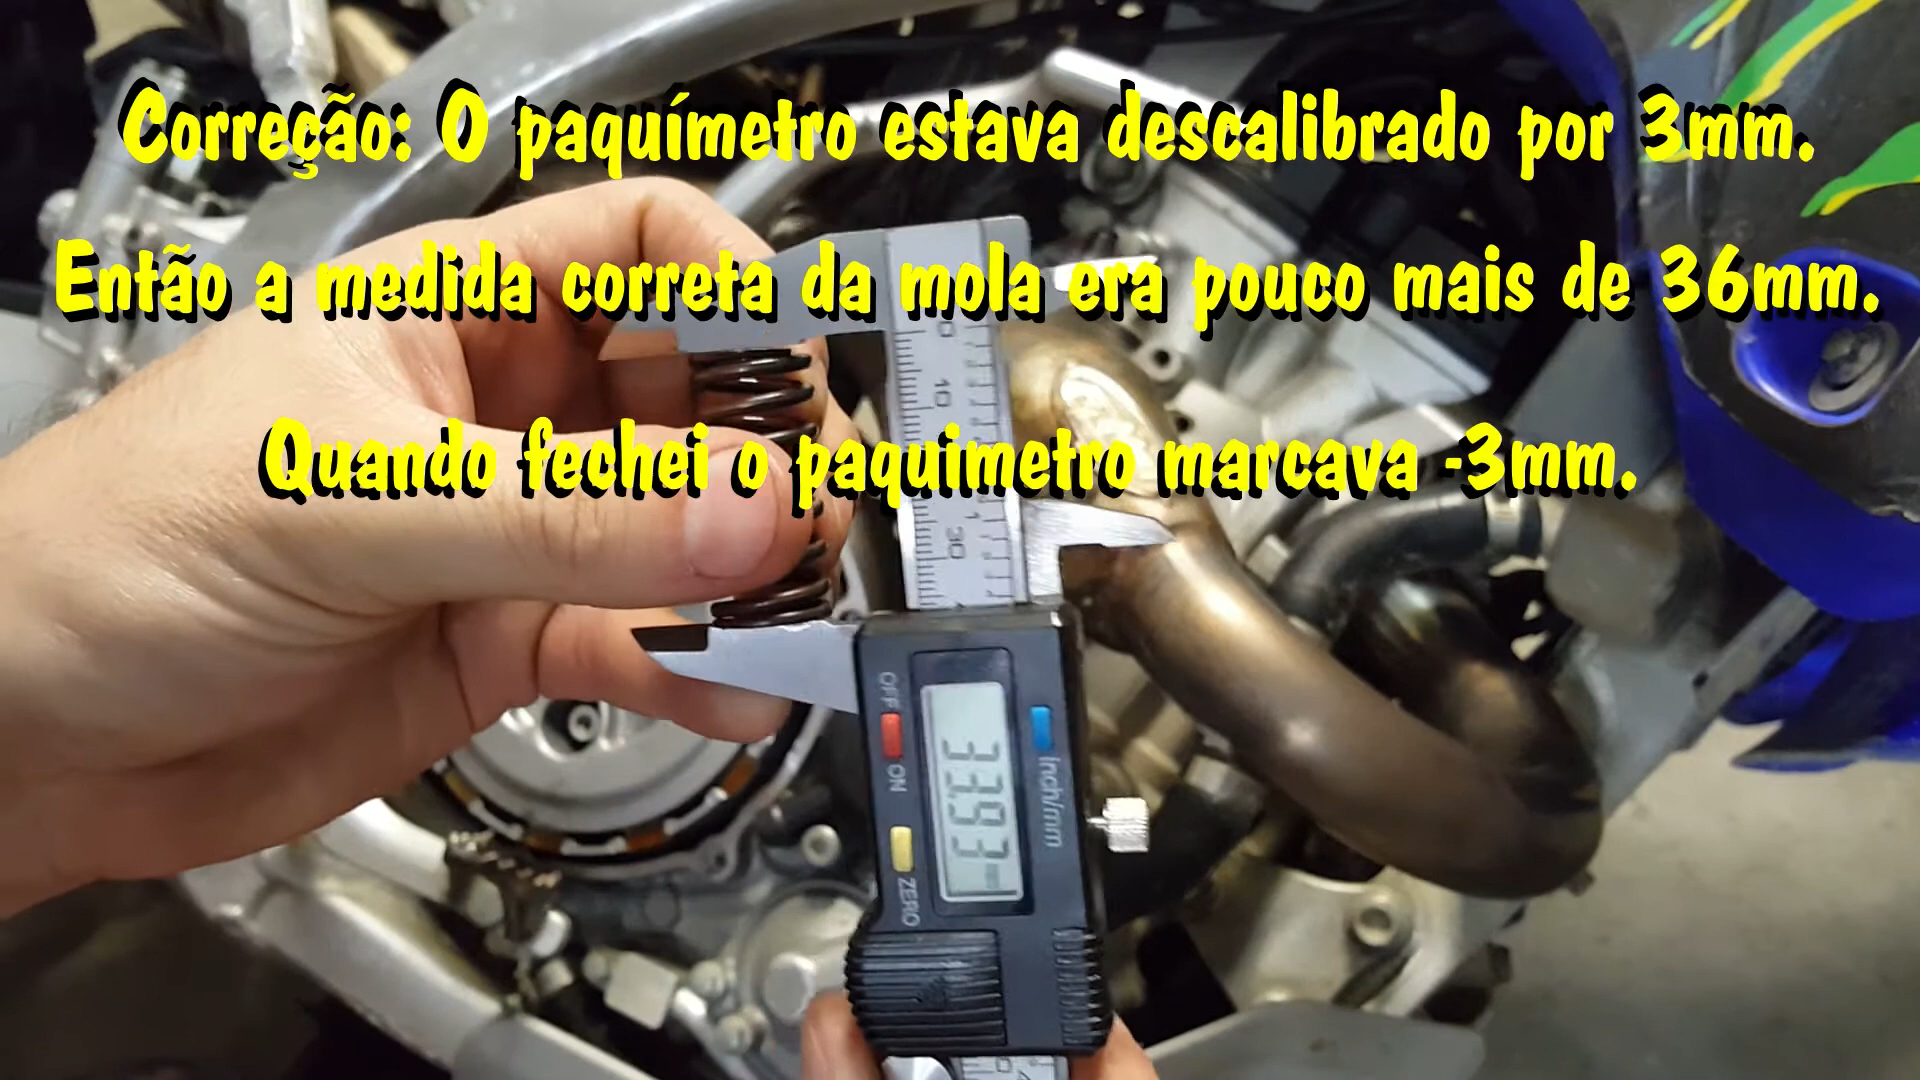 Correção: O paquímetro estava descalibrado por 3mm.
Então a medida correta da mola era pouco mais de 36mm.
Quando fechei o paquimetro marcava -3mm.
0
10
30
OFF ON
ZERO
33.93
inch/mm